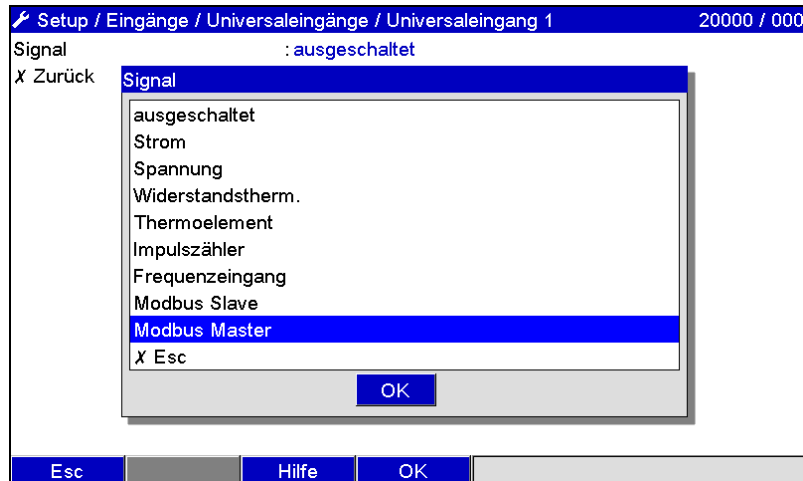 Setup / Eingänge / Universaleingänge / Universaleingang 1 20000 / 000
Signal : ausgeschaltet
X Zurück
Signal
ausgeschaltet
Strom
Spannung
Widerstandstherm.
Thermoelement
Impulszähler
Frequenzeingang
Modbus Slave
Modbus Master
X Esc
OK
Esc Hilfe OK